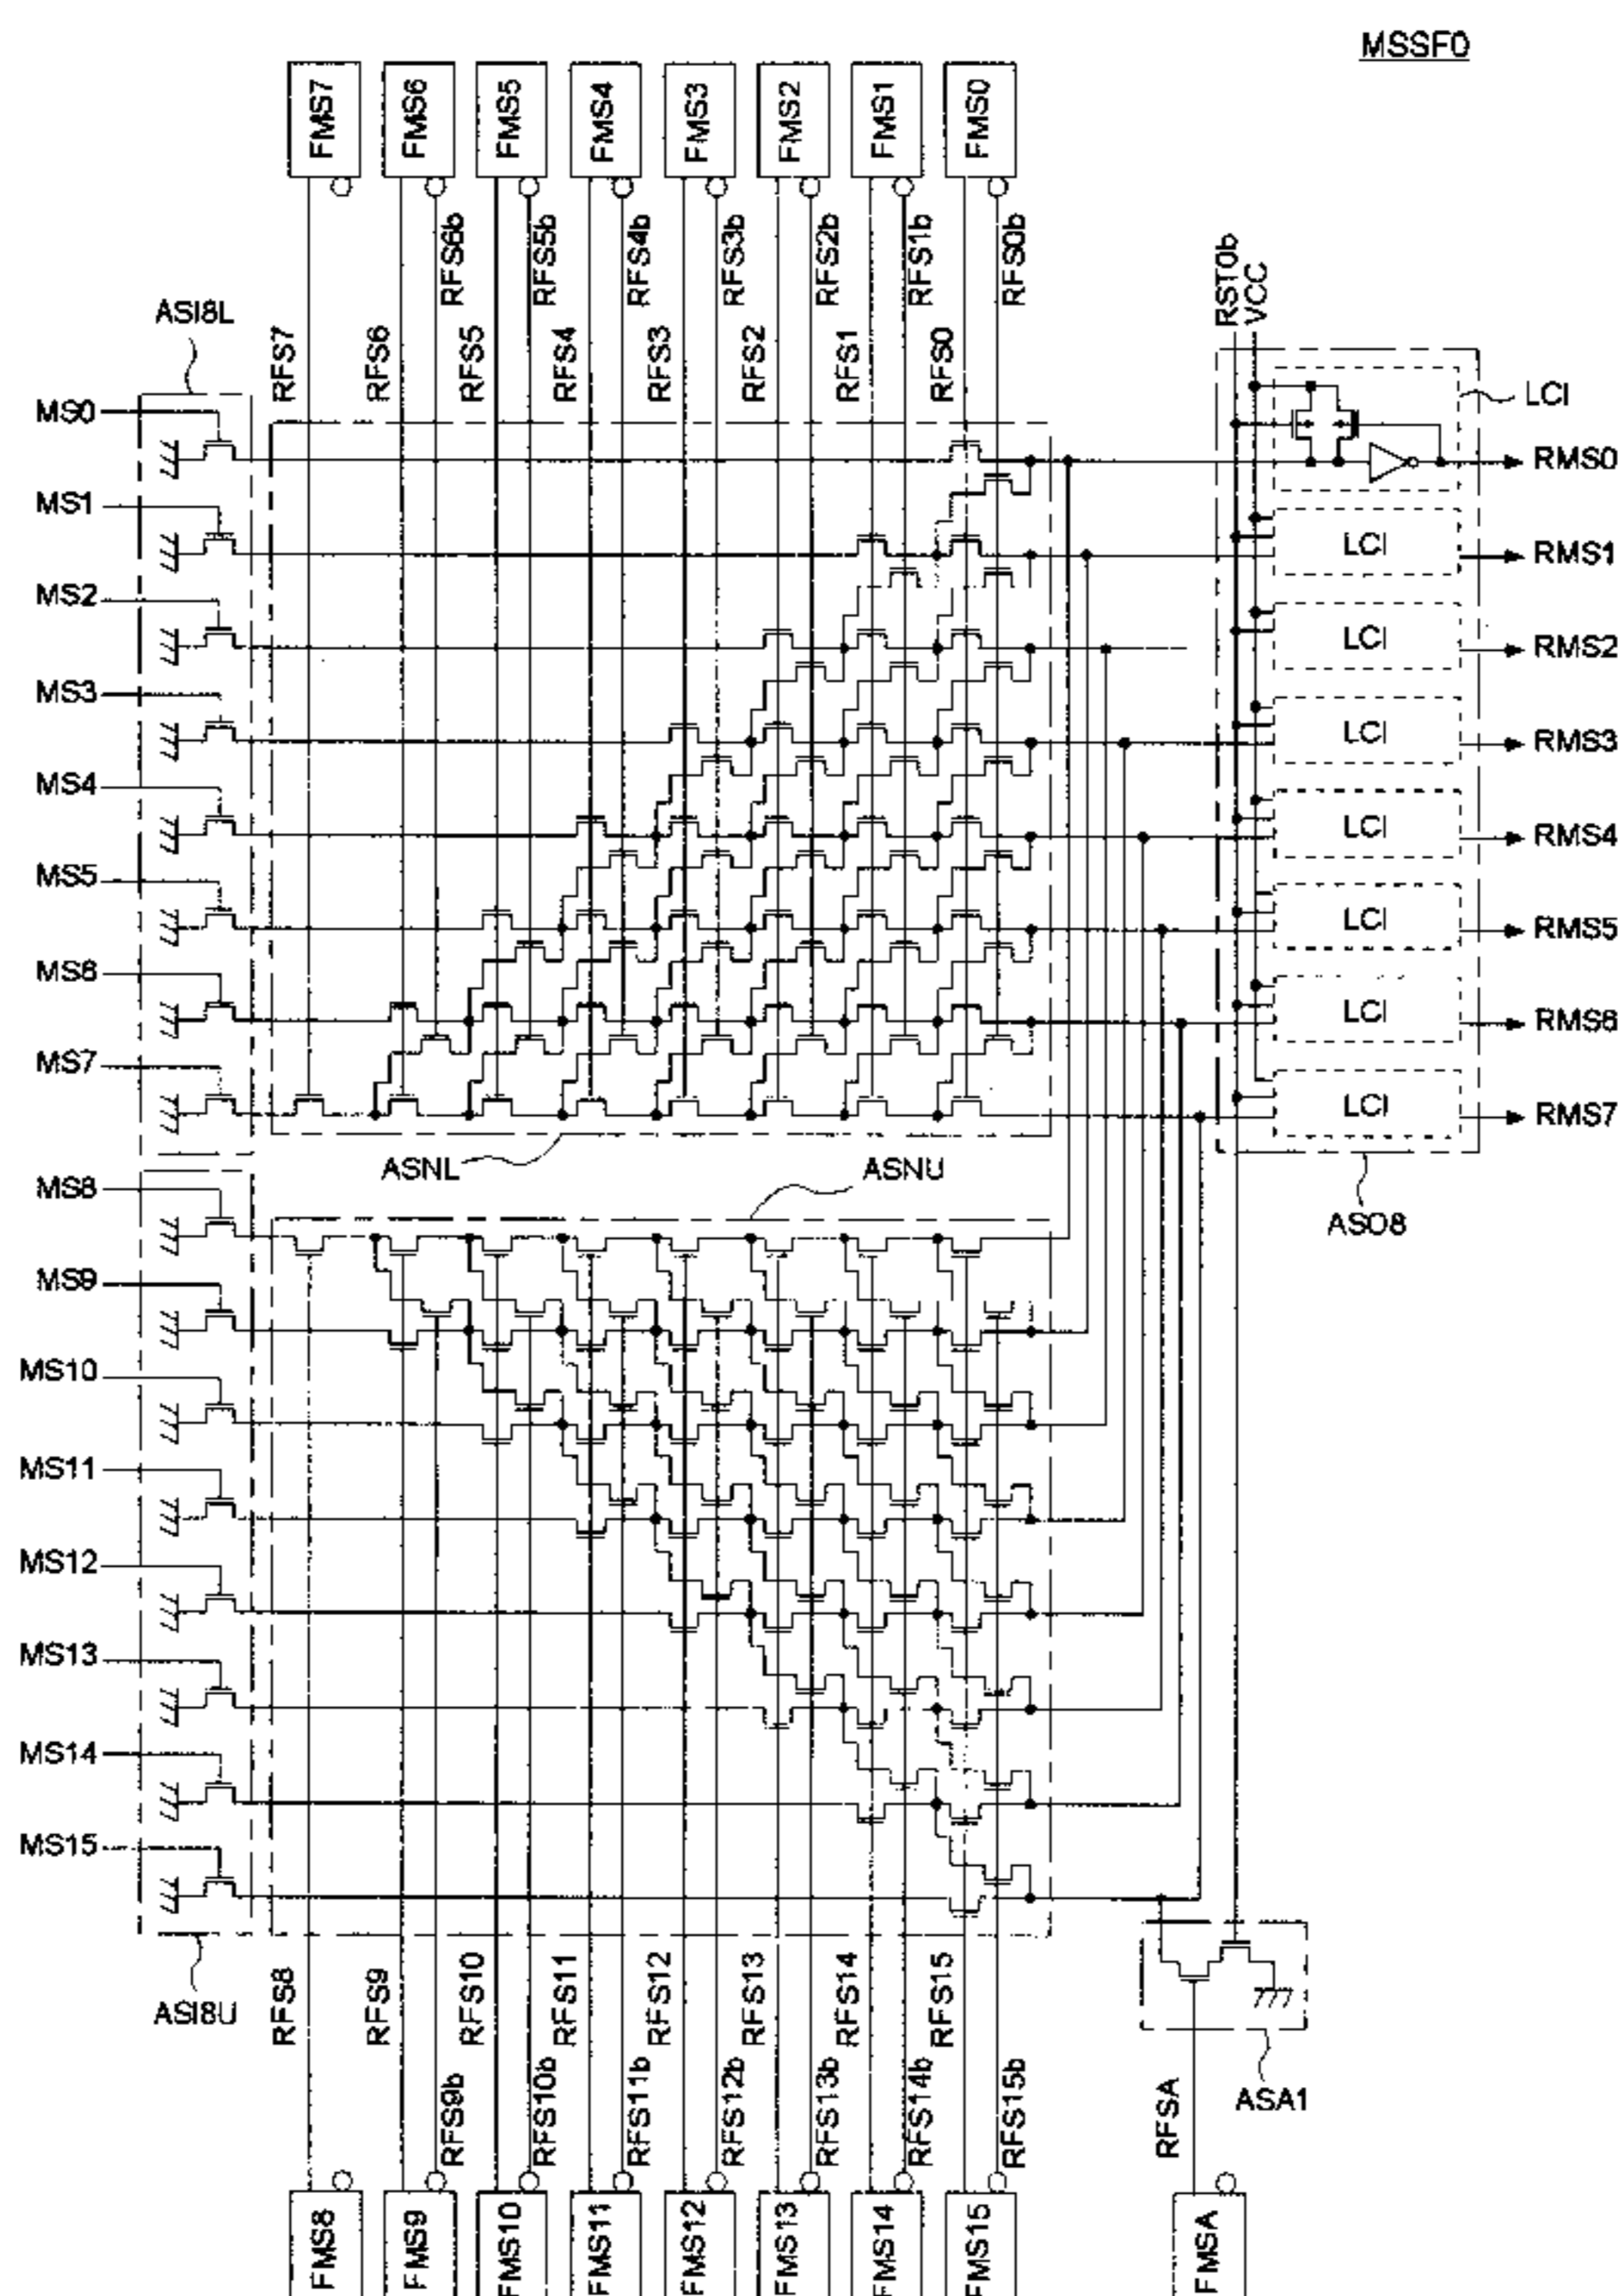 MSSF0
FMS7
FMS6
FMS5
FMS4
FMS3
FMS2
FMS1
FMS0
RFS6b
RFS5b
RFS4b
RFS3b
RFS2b
RFS1b
RFS0b
RST0b
VCC
ASI8L
RFS7
RFS6
RFS5
RFS4
RFS3
RFS2
RFS1
RFS0
LCI
MS0
RMS0
MS1
LCI
RMS1
MS2
LCI
RMS2
MS3
LCI
RMS3
MS4
LCI
RMS4
MS5
LCI
RMS5
MS6
LCI
RMS6
MS7
LCI
RMS7
ASNL
ASNU
MS8
ASO8
MS9
MS10
MS11
MS12
MS13
MS14
MS15
ASI8U
RFS8
RFS9
RFS10
RFS11
RFS12
RFS13
RFS14
RFS15
RFS9b
RFS10b
RFS11b
RFS12b
RFS13b
RFS14b
RFS15b
RFSA
ASA1
FMS8
FMS9
FMS10
FMS11
FMS12
FMS13
FMS14
FMS15
FMSA